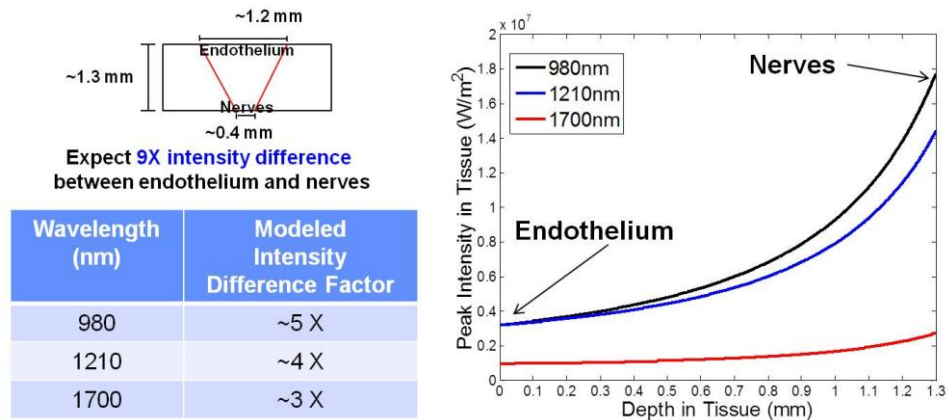 ~1.2 mm
Endothelium
~1.3 mm
Nerves
~0.4 mm
Expect 9X intensity difference
between endothelium and nerves
Wavelength
(nm)
Modeled
Intensity
Difference Factor
980
~5 X
1210
~4 X
1700
~3 X
x 10⁷
2
1.8
1.6
1.4
1.2
1
0.8
0.6
0.4
0.2
0
Peak Intensity in Tissue (W/m²)
980nm
1210nm
1700nm
Nerves
Endothelium
0 0.1 0.2 0.3 0.4 0.5 0.6 0.7 0.8 0.9 1 1.1 1.2 1.3
Depth in Tissue (mm)